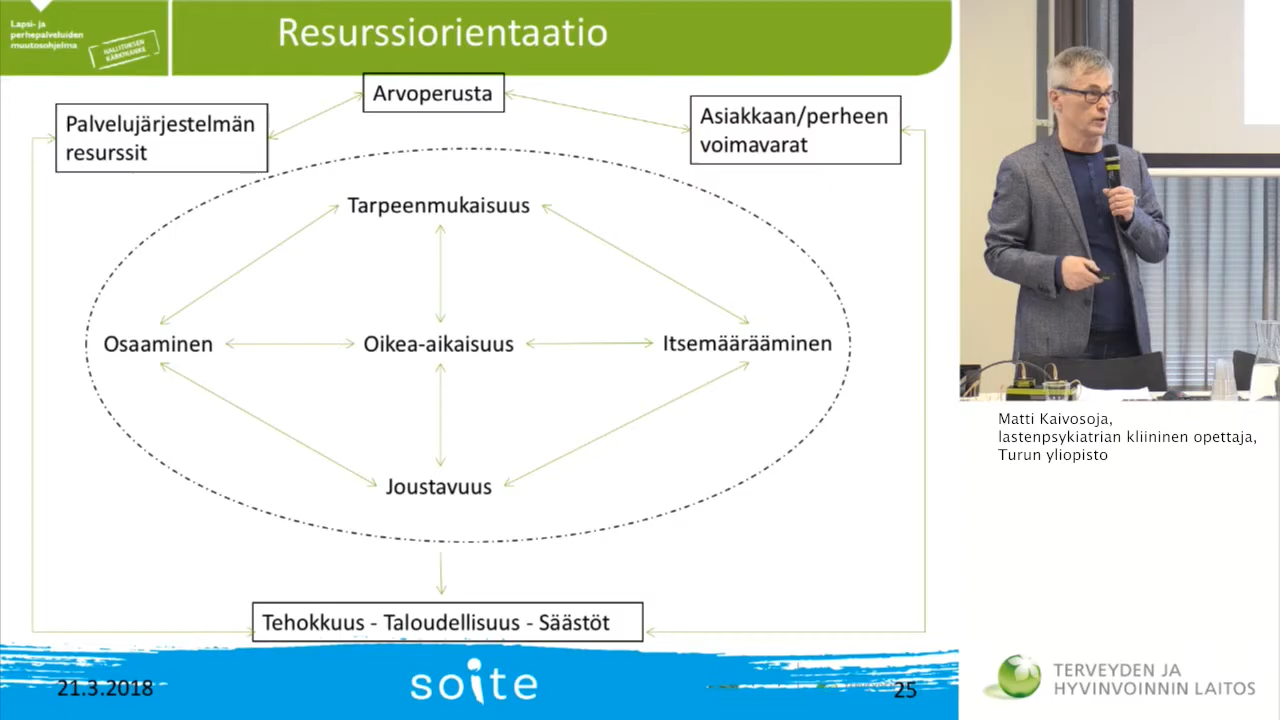 Lapsi- ja
perhepalveluiden
muutosohjelma
HALLITUKSEN
KÄRKIHANKE
Resurssiorientaatio
Arvoperusta
Palvelujärjestelmän
resurssit
Asiakkaan/perheen
voimavarat
Tarpeenmukaisuus
Osaaminen
Oikea-aikaisuus
Itsemäärääminen
Joustavuus
Tehokkuus - Taloudellisuus - Säästöt
21.3.2018
soite
25
Matti Kaivosoja,
lastenpsykiatrian kliininen opettaja,
Turun yliopisto
TERVEYDEN JA
HYVINVOINNIN LAITOS